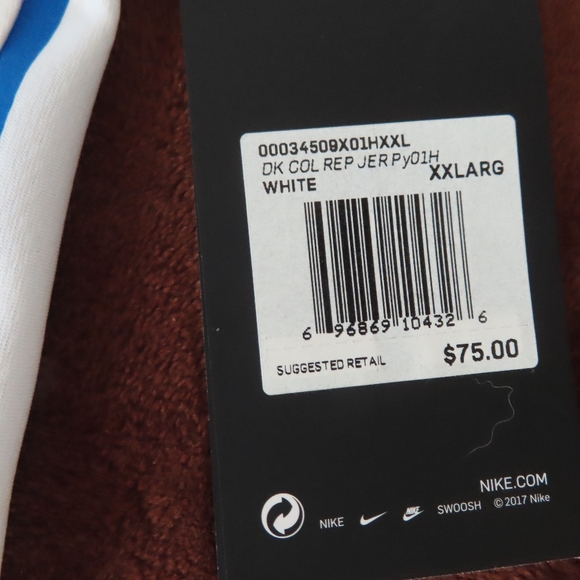 00034509X01HXXL
DK COL REP JER Py01H
WHITE XXLARG
6 96869 10432 6
SUGGESTED RETAIL $75.00
NIKE.COM
NIKE SWOOSH © 2017 Nike